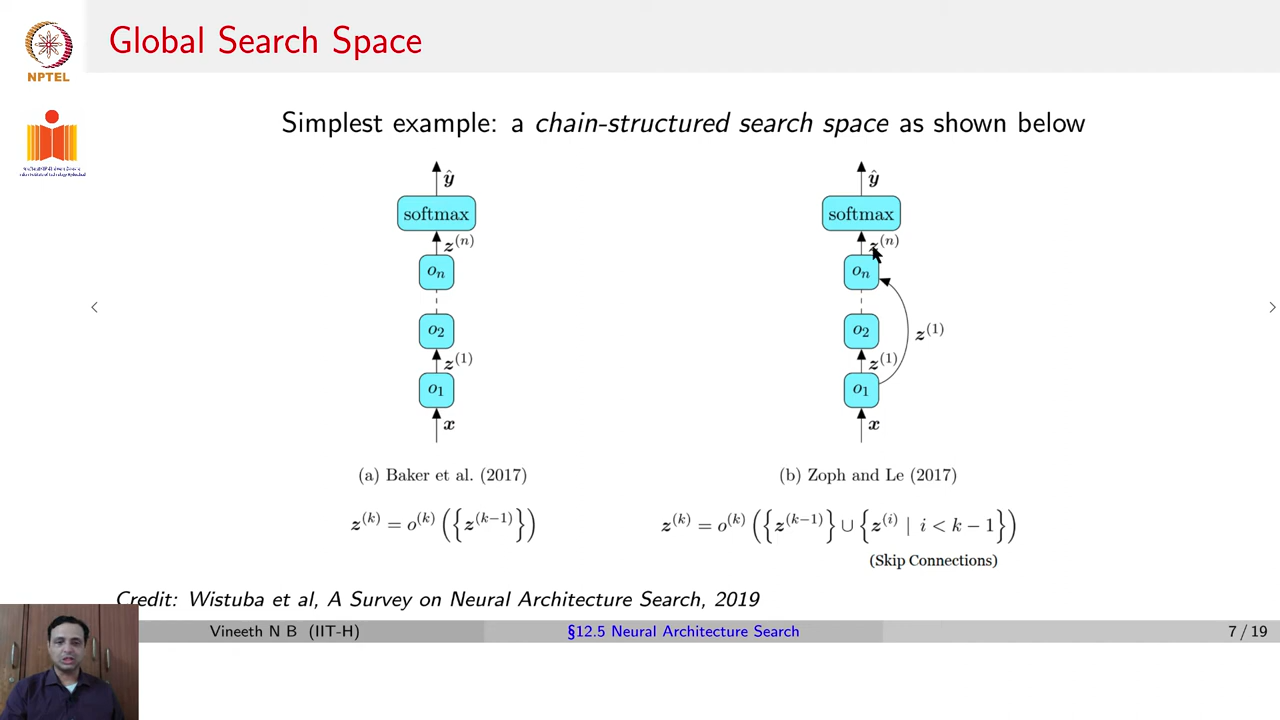 Global Search Space
NPTEL
Simplest example: a chain-structured search space as shown below
ŷ
softmax
z^(n)
o_n
o_2
z^(1)
o_1
x
(a) Baker et al. (2017)
z^(k) = o^(k) ({z^(k−1)})
ŷ
softmax
z^(n)
o_n
o_2
z^(1)
z^(1)
o_1
x
(b) Zoph and Le (2017)
z^(k) = o^(k) ({z^(k−1)} ∪ {z^(i) | i < k − 1})
(Skip Connections)
Credit: Wistuba et al, A Survey on Neural Architecture Search, 2019
Vineeth N B (IIT-H) §12.5 Neural Architecture Search 7 / 19